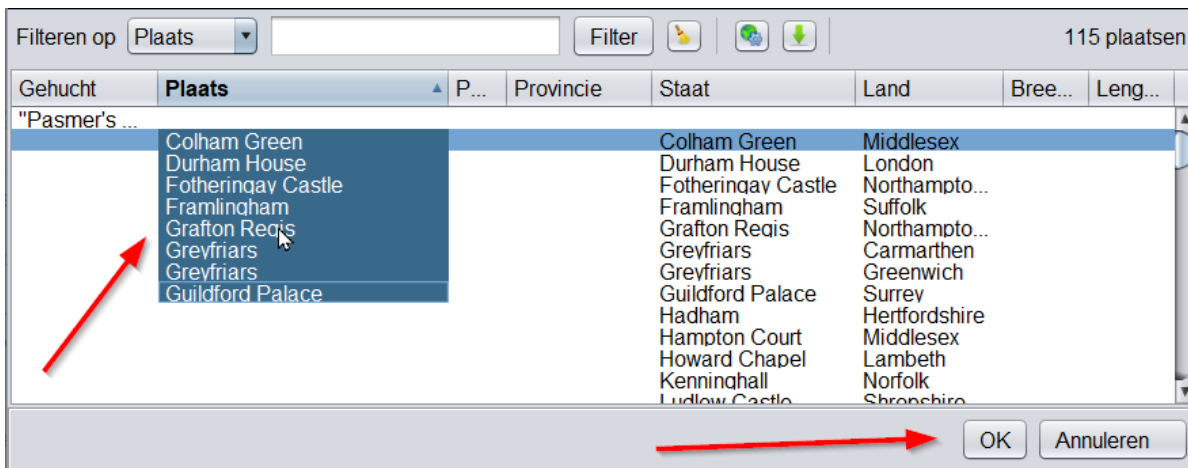 Filteren op Plaats Filter 115 plaatsen
Gehucht Plaats P... Provincie Staat Land Bree... Leng...
"Pasmer's ...
Colham Green Colham Green Middlesex
Durham House Durham House London
Fotheringay Castle Fotheringay Castle Northampto...
Framlingham Framlingham Suffolk
Grafton Regis Grafton Regis Northampto...
Greyfriars Greyfriars Carmarthen
Greyfriars Greyfriars Greenwich
Guildford Palace Guildford Palace Surrey
Hadham Hertfordshire
Hampton Court Middlesex
Howard Chapel Lambeth
Kenninghall Norfolk
Ludlow Castle Shropshire
OK Annuleren